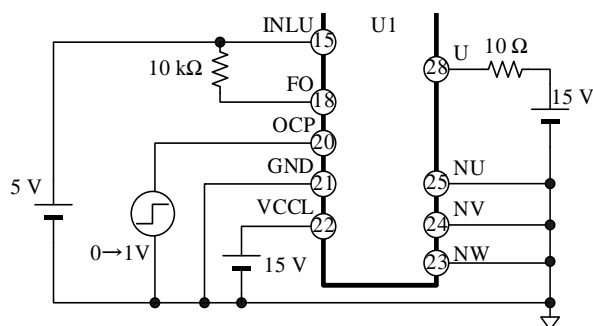 INLU
15
U1
10 kΩ
FO
18
OCP
20
GND
21
VCCL
22
5 V
0→1V
15 V
28
U
10 Ω
15 V
25
NU
24
NV
23
NW